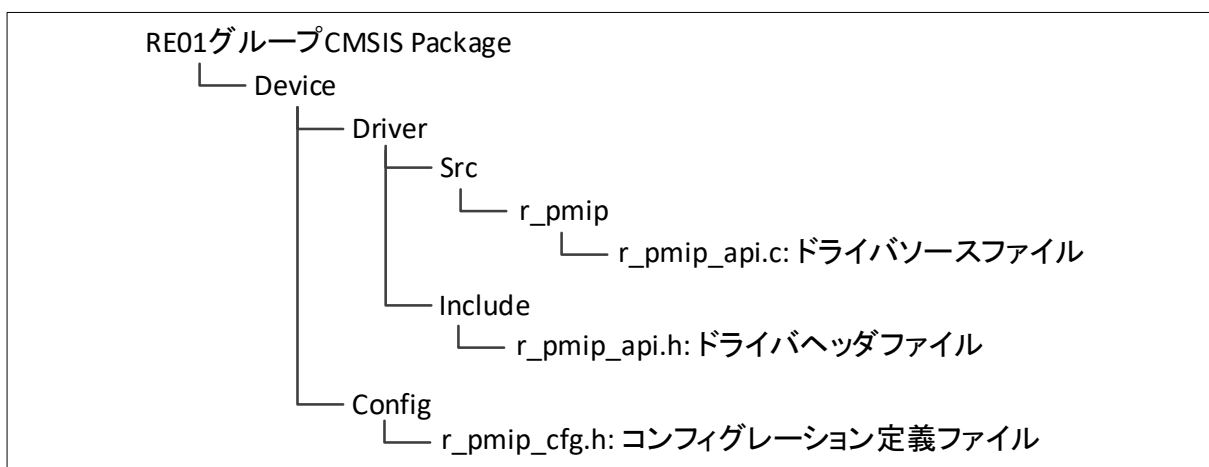 RE01グループCMSIS Package
Device
Driver
Src
r_pmip
r_pmip_api.c: ドライバソースファイル
Include
r_pmip_api.h: ドライバヘッダファイル
Config
r_pmip_cfg.h: コンフィグレーション定義ファイル